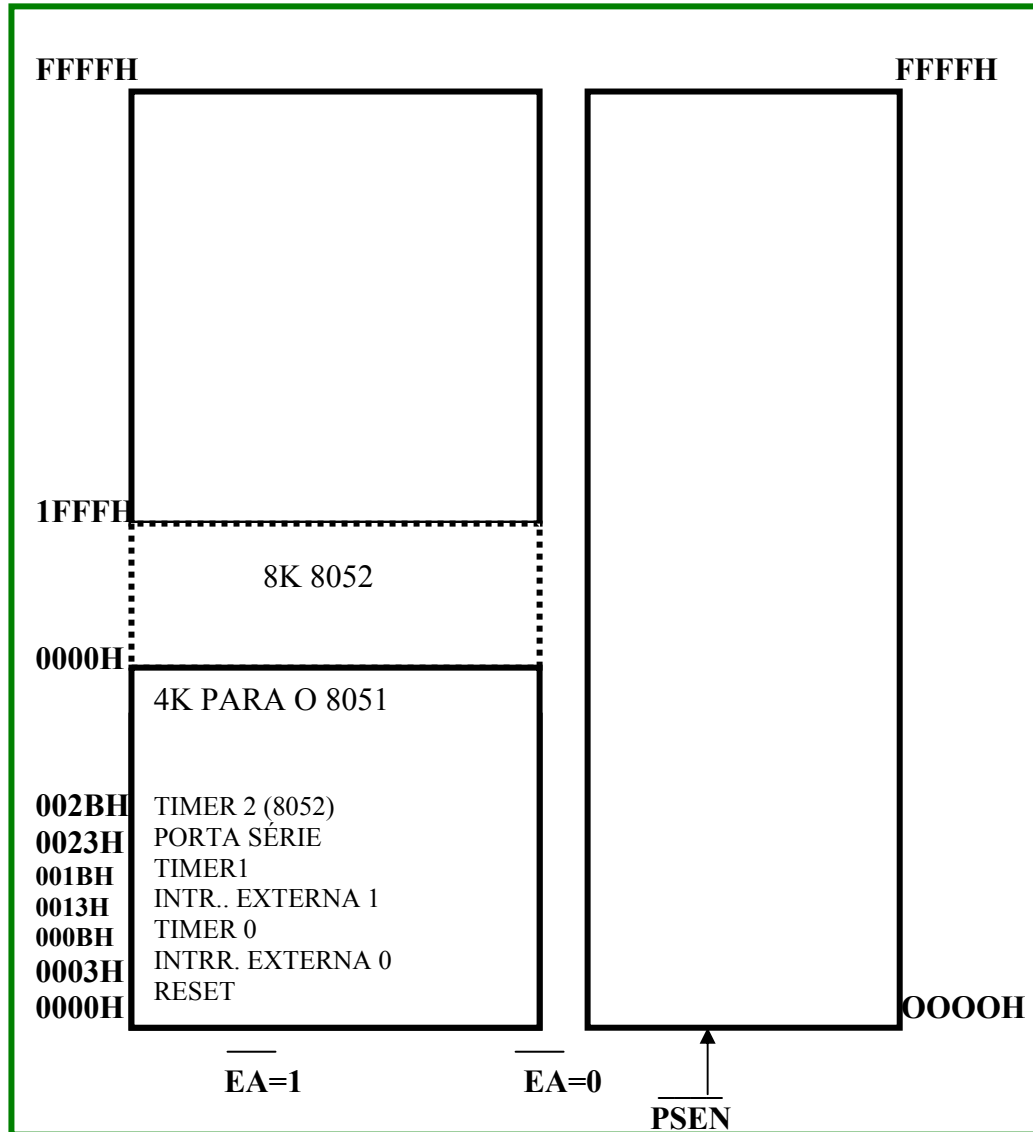 FFFFH FFFFH
1FFFH
8K 8052
0000H
4K PARA O 8051
002BH TIMER 2 (8052)
0023H PORTA SÉRIE
001BH TIMER1
0013H INTR.. EXTERNA 1
000BH TIMER 0
0003H INTRR. EXTERNA 0
0000H RESET OOOOH
EA=1 EA=0
PSEN